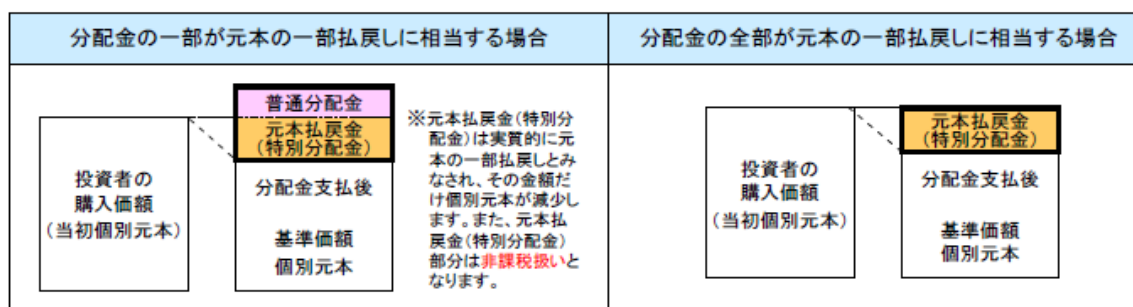 分配金の一部が元本の一部払戻しに相当する場合
普通分配金
元本払戻金
(特別分配金)
投資者の
購入価額
(当初個別元本)
分配金支払後
基準価額
個別元本
※元本払戻金(特別分
配金)は実質的に元
本の一部払戻しとみ
なされ、その金額だ
け個別元本が減少し
ます。また、元本払
戻金(特別分配金)
部分は非課税扱いと
なります。
分配金の全部が元本の一部払戻しに相当する場合
元本払戻金
(特別分配金)
投資者の
購入価額
(当初個別元本)
分配金支払後
基準価額
個別元本